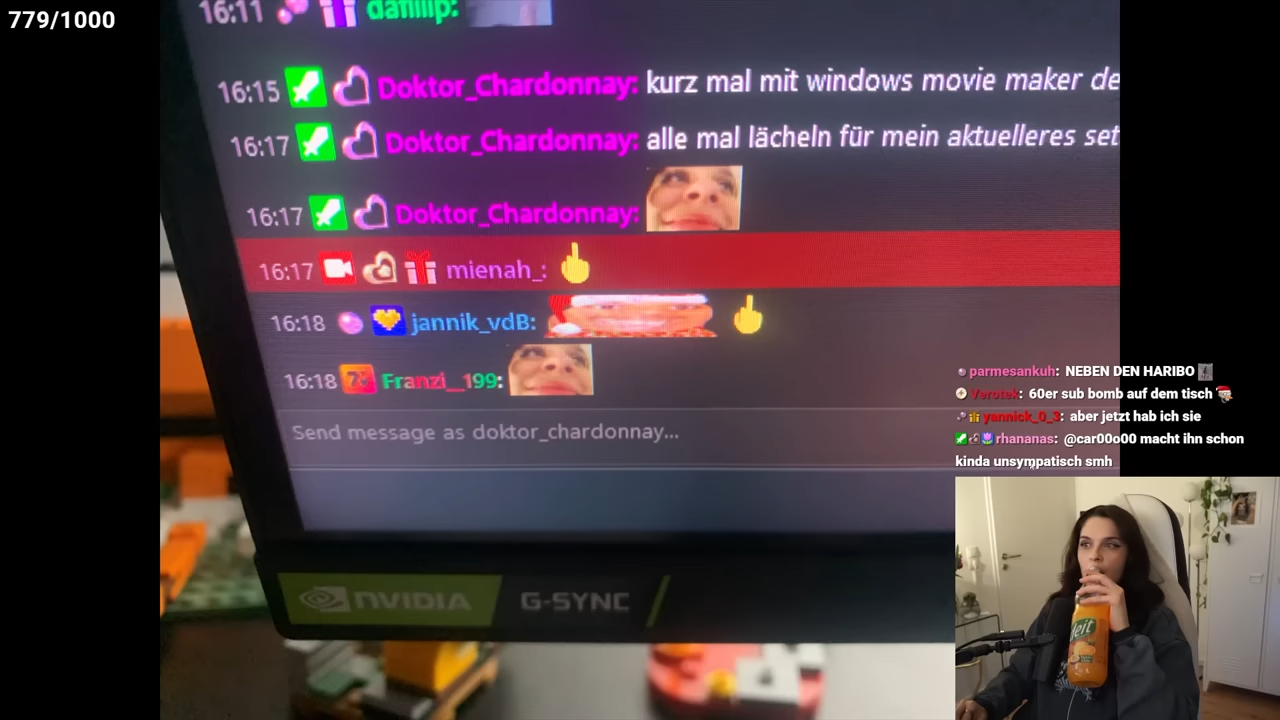 779/1000
16:11 dafiiip:
16:15 Doktor_Chardonnay: kurz mal mit windows movie maker de
16:17 Doktor_Chardonnay: alle mal lächeln für mein aktuelleres set
16:17 Doktor_Chardonnay:
16:17 mienah_:
16:18 jannik_vdB:
16:18 Franzi__199:
Send message as doktor_chardonnay...
NVIDIA G-SYNC
parmesankuh: NEBEN DEN HARIBO
Verotek: 60er sub bomb auf dem tisch
yannick_0_3: aber jetzt hab ich sie
rhananas: @car00o00 macht ihn schon
kinda unsympatisch smh